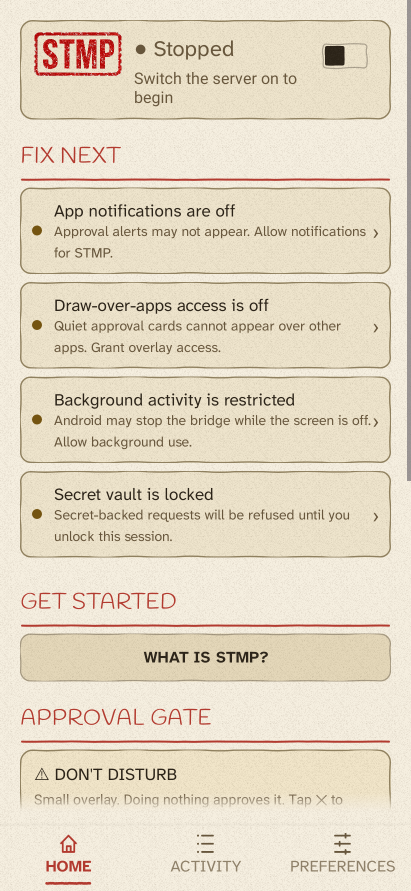 STMP
● Stopped
Switch the server on to
begin
FIX NEXT
App notifications are off
Approval alerts may not appear. Allow notifications
for STMP.
Draw-over-apps access is off
Quiet approval cards cannot appear over other
apps. Grant overlay access.
Background activity is restricted
Android may stop the bridge while the screen is off.
Allow background use.
Secret vault is locked
Secret-backed requests will be refused until you
unlock this session.
GET STARTED
WHAT IS STMP?
APPROVAL GATE
⚠ DON'T DISTURB
Small overlay. Doing nothing approves it. Tap ✕ to
HOME
ACTIVITY
PREFERENCES